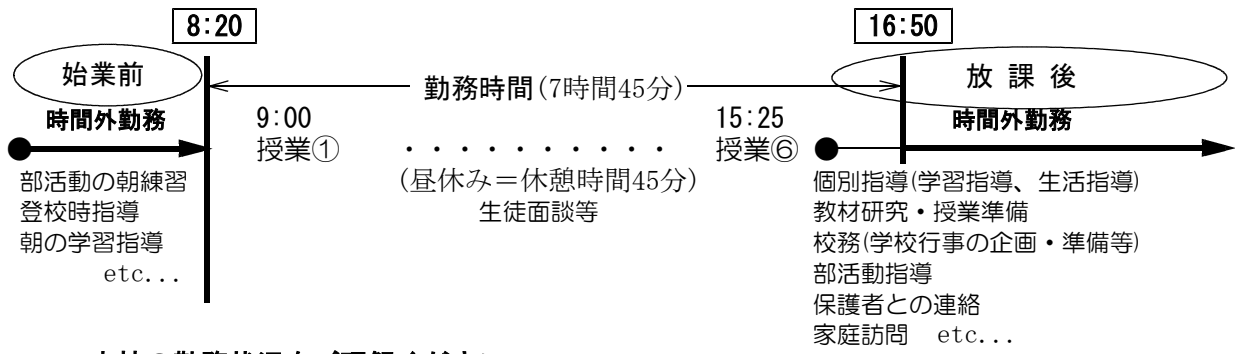 8:20
16:50
始業前
勤務時間(7時間45分)
放 課 後
時間外勤務
9:00
15:25
時間外勤務
授業①
・・・・・・・・・・
授業⑥
部活動の朝練習
(昼休み＝休憩時間45分)
個別指導(学習指導、生活指導)
登校時指導
生徒面談等
教材研究・授業準備
朝の学習指導
校務(学校行事の企画・準備等)
etc...
部活動指導
保護者との連絡
家庭訪問 etc...